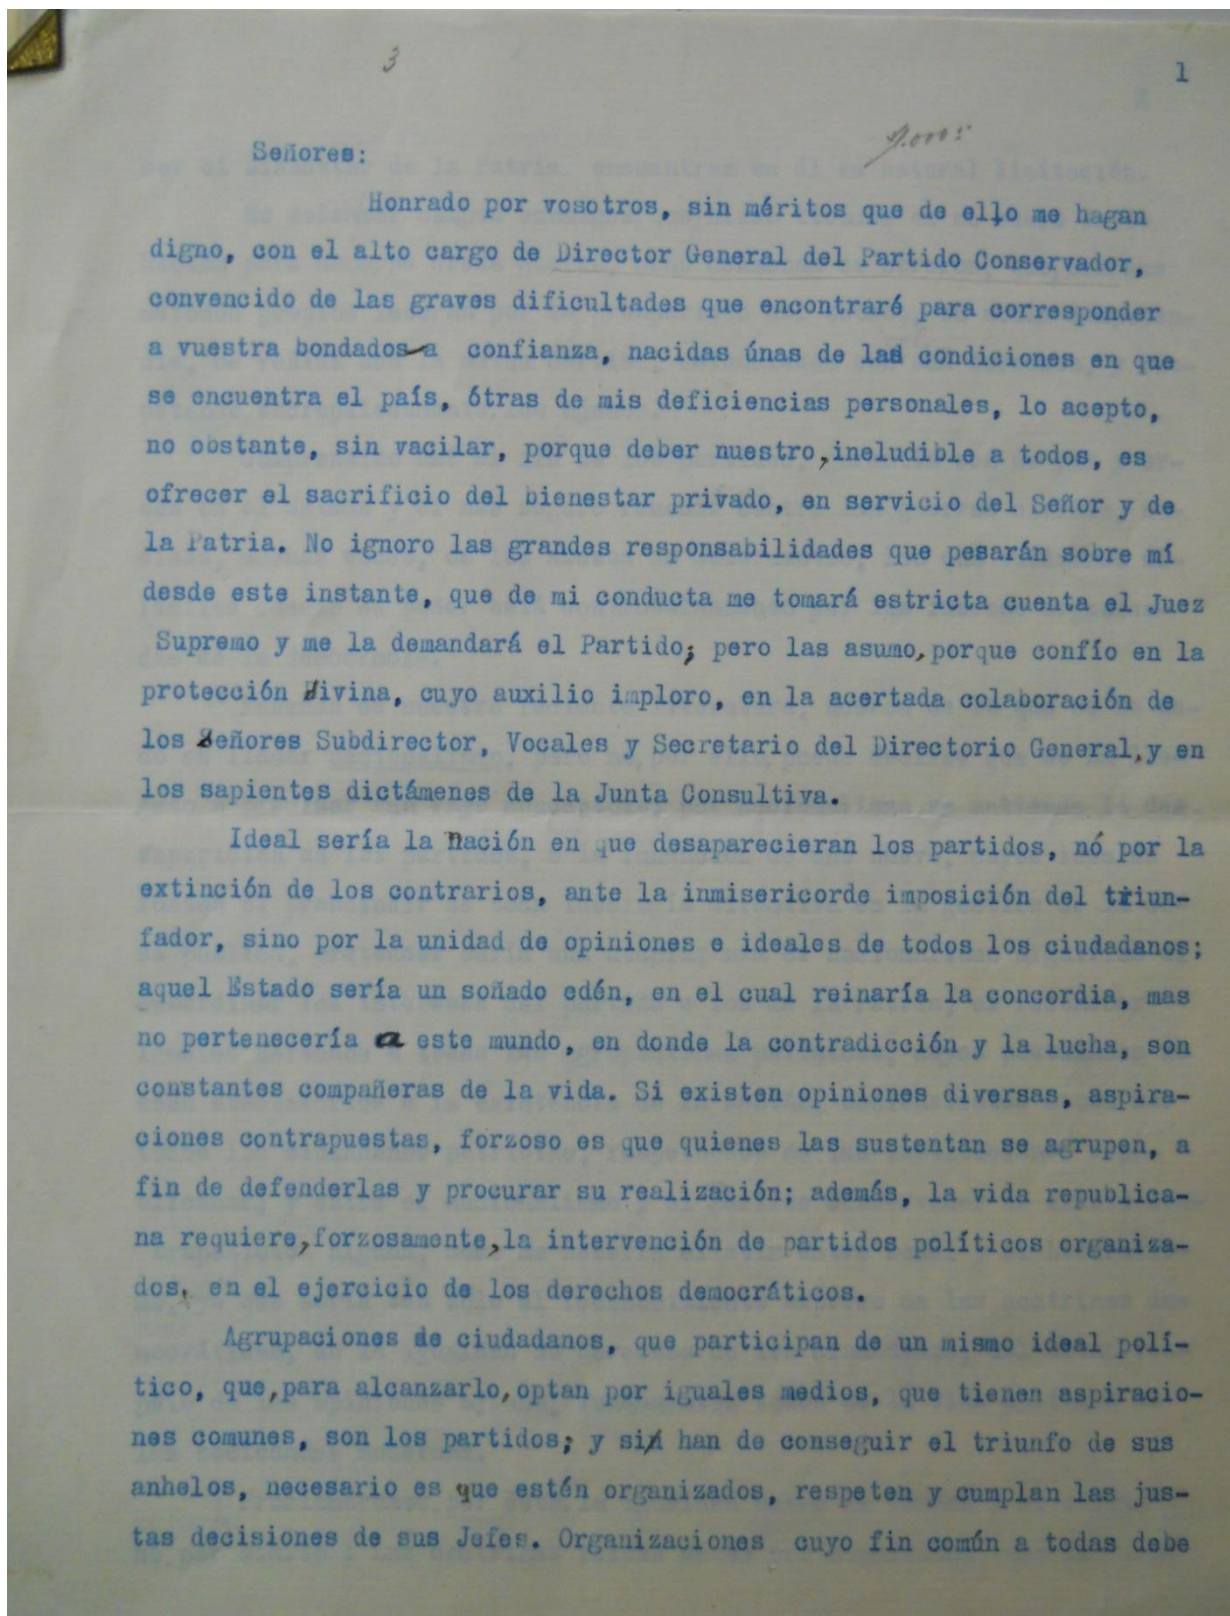 3
1
Señores:
Honrado por vosotros, sin méritos que de ello me hagan
digno, con el alto cargo de Director General del Partido Conservador,
convencido de las graves dificultades que encontraré para corresponder
a vuestra bondadosa confianza, nacidas únas de las condiciones en que
se encuentra el país, ótras de mis deficiencias personales, lo acepto,
no obstante, sin vacilar, porque deber nuestro, ineludible a todos, es
ofrecer el sacrificio del bienestar privado, en servicio del Señor y de
la Patria. No ignoro las grandes responsabilidades que pesarán sobre mí
desde este instante, que de mi conducta me tomará estricta cuenta el Juez
Supremo y me la demandará el Partido; pero las asumo, porque confío en la
protección divina, cuyo auxilio imploro, en la acertada colaboración de
los señores Subdirector, Vocales y Secretario del Directorio General, y en
los sapientes dictámenes de la Junta Consultiva.
Ideal sería la nación en que desaparecieran los partidos, nó por la
extinción de los contrarios, ante la inmisericorde imposición del triun-
fador, sino por la unidad de opiniones e ideales de todos los ciudadanos;
aquel Estado sería un soñado edén, en el cual reinaría la concordia, mas
no pertenecería a este mundo, en donde la contradicción y la lucha, son
constantes compañeras de la vida. Si existen opiniones diversas, aspira-
ciones contrapuestas, forzoso es que quienes las sustentan se agrupen, a
fin de defenderlas y procurar su realización; además, la vida republica-
na requiere, forzosamente, la intervención de partidos políticos organiza-
dos, en el ejercicio de los derechos democráticos.
Agrupaciones de ciudadanos, que participan de un mismo ideal polí-
tico, que, para alcanzarlo, optan por iguales medios, que tienen aspiracio-
nes comunes, son los partidos; y si han de conseguir el triunfo de sus
anhelos, necesario es que estén organizados, respeten y cumplan las jus-
tas decisiones de sus Jefes. Organizaciones cuyo fin común a todas debe